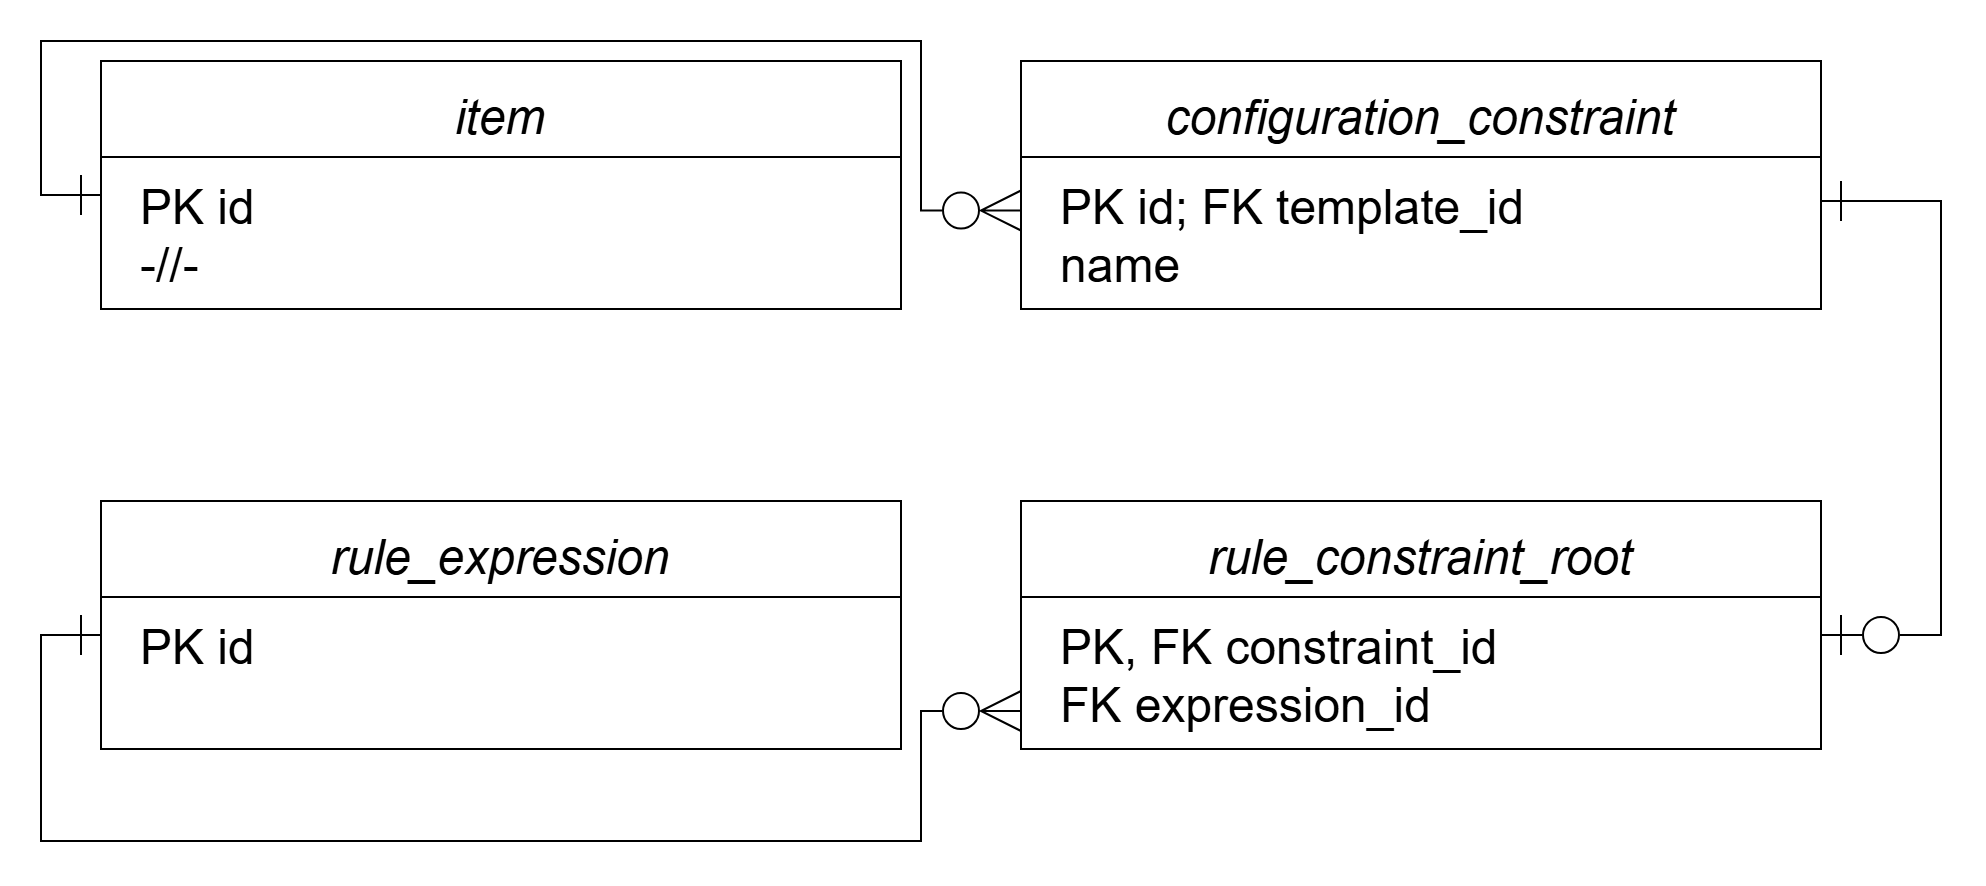 item
PK id
-//-
configuration_constraint
PK id; FK template_id
name
rule_expression
PK id
rule_constraint_root
PK, FK constraint_id
FK expression_id